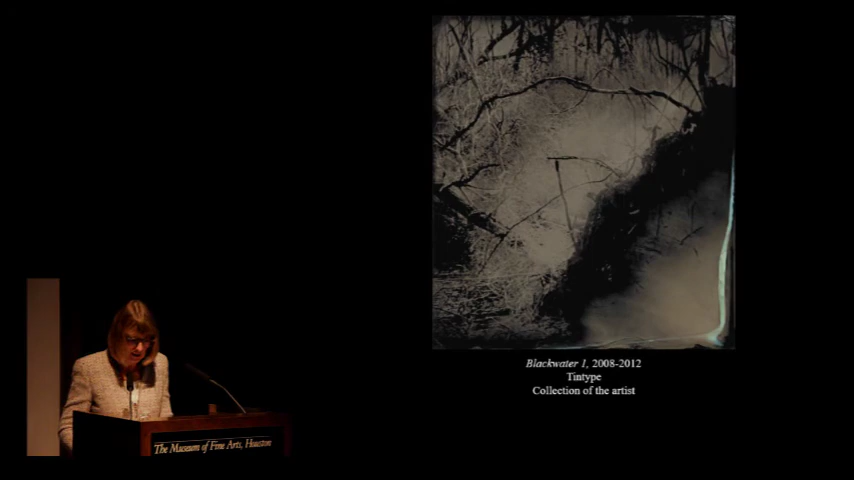 Blackwater 1, 2008-2012
Tintype
Collection of the artist
The Museum of Fine Arts, Houston